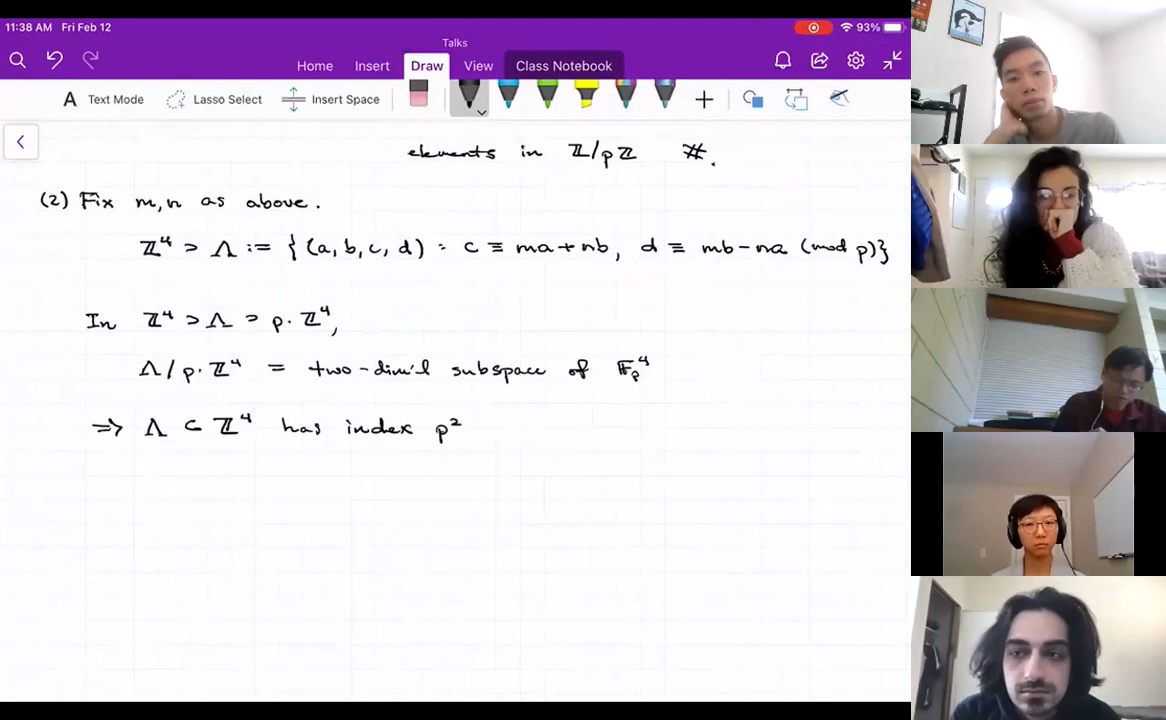 11:38 AM Fri Feb 12
93%
Talks
Home Insert Draw View Class Notebook
Text Mode Lasso Select Insert Space
elements in ℤ/pℤ ⨳.
(2) Fix m,n as above.
ℤ⁴ > Λ := {(a, b, c, d) : c ≡ ma+nb, d ≡ mb-na (mod p)}
In ℤ⁴ > Λ > p·ℤ⁴,
Λ/p·ℤ⁴ = two-dim'l subspace of 𝔽ₚ⁴
⇒ Λ ⊂ ℤ⁴ has index p²